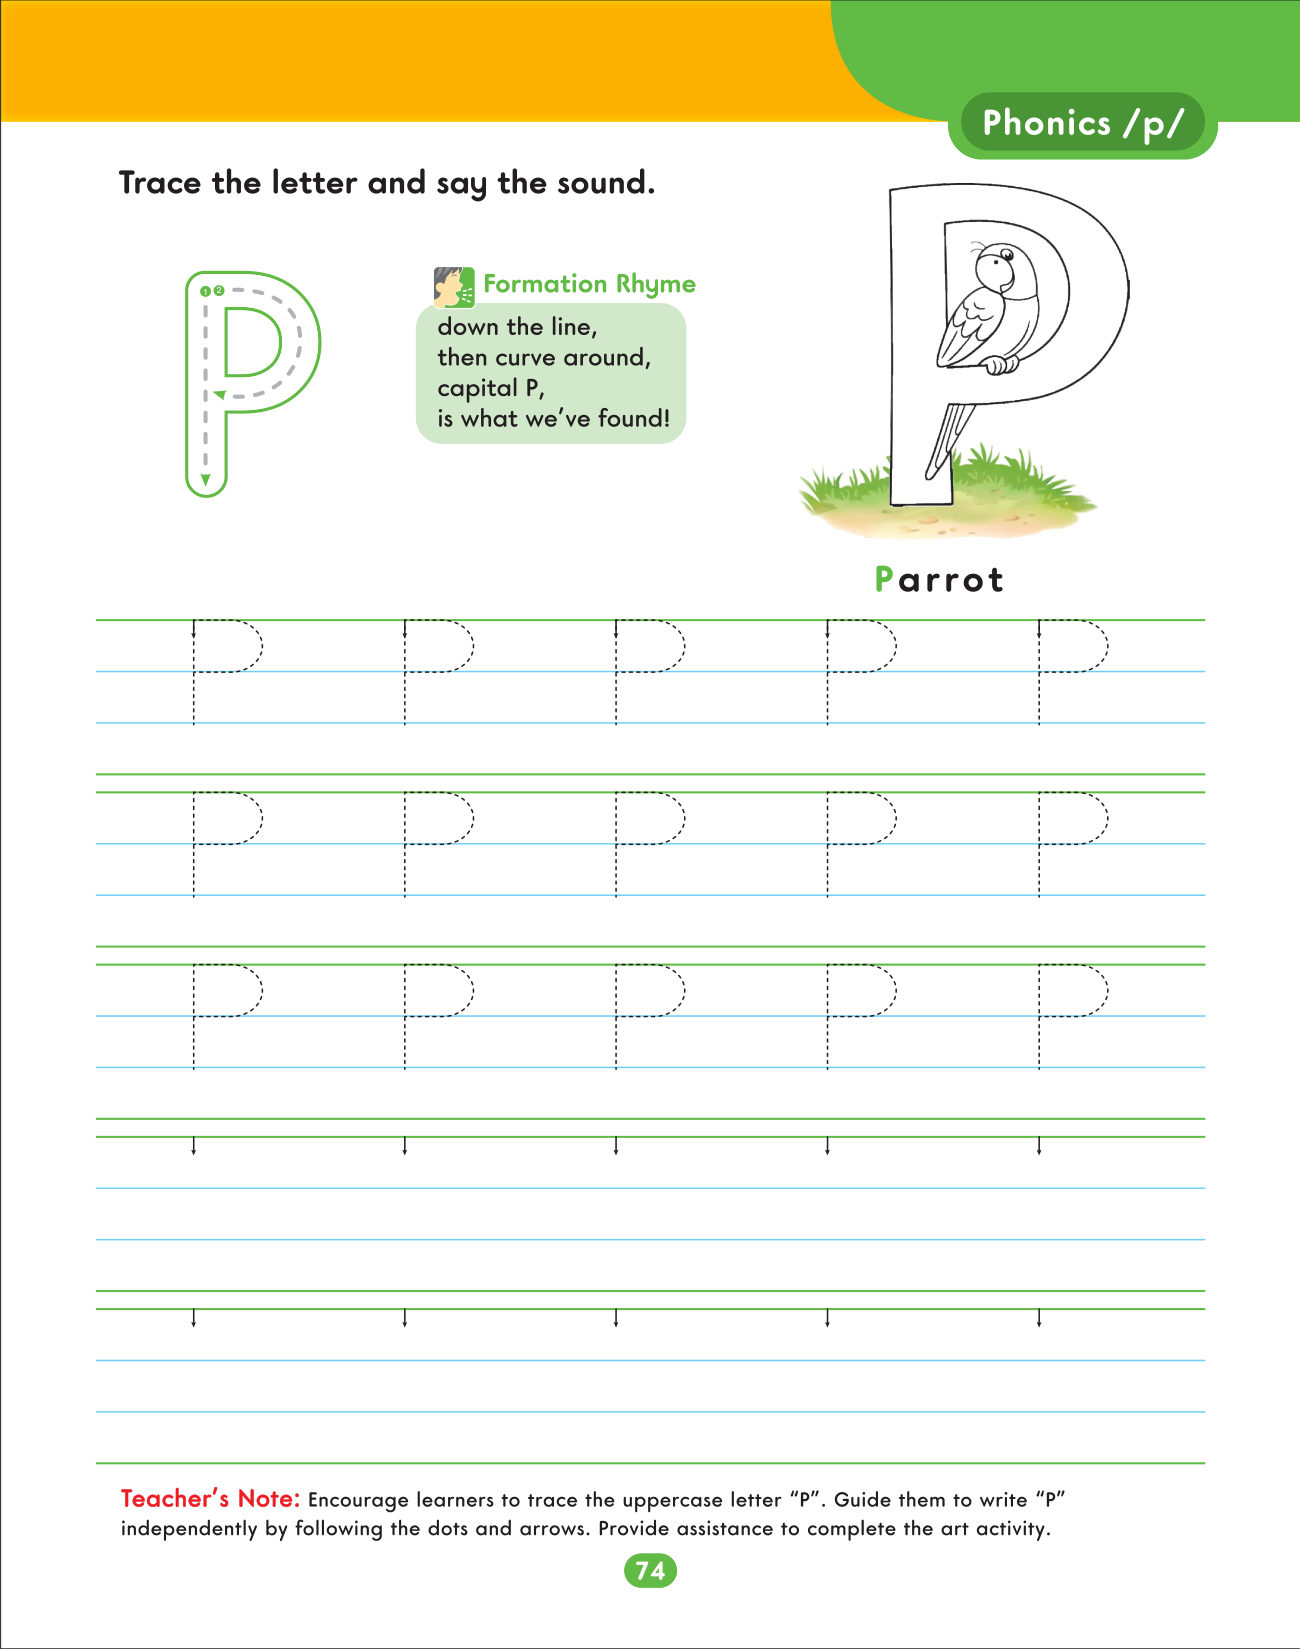 Phonics /p/
Trace the letter and say the sound.
1 2
Formation Rhyme
down the line,
then curve around,
capital P,
is what we've found!
P
Parrot
P P P P P
P P P P P
P P P P P
Teacher's Note: Encourage learners to trace the uppercase letter “P”. Guide them to write “P”
independently by following the dots and arrows. Provide assistance to complete the art activity.
74